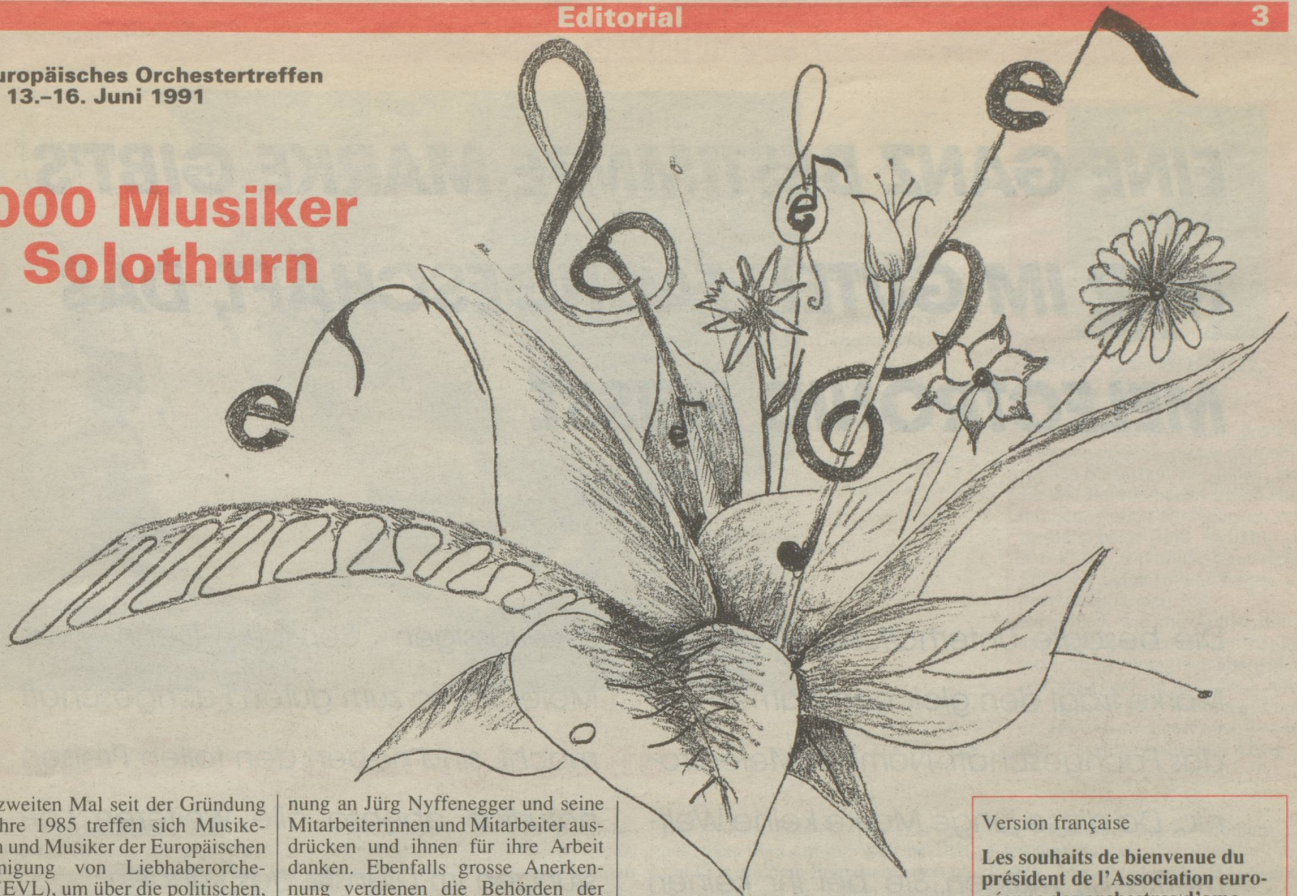 Editorial
3
uropäisches Orchestertreffen
13.–16. Juni 1991
000 Musiker
Solothurn
zweiten Mal seit der Gründung
hre 1985 treffen sich Musike-
n und Musiker der Europäischen
nigung von Liebhaberorche-
EVL), um über die politischen,
nung an Jürg Nyffenegger und seine
Mitarbeiterinnen und Mitarbeiter aus-
drücken und ihnen für ihre Arbeit
danken. Ebenfalls grosse Anerken-
nung verdienen die Behörden der
Version française
Les souhaits de bienvenue du
président de l'Association euro-